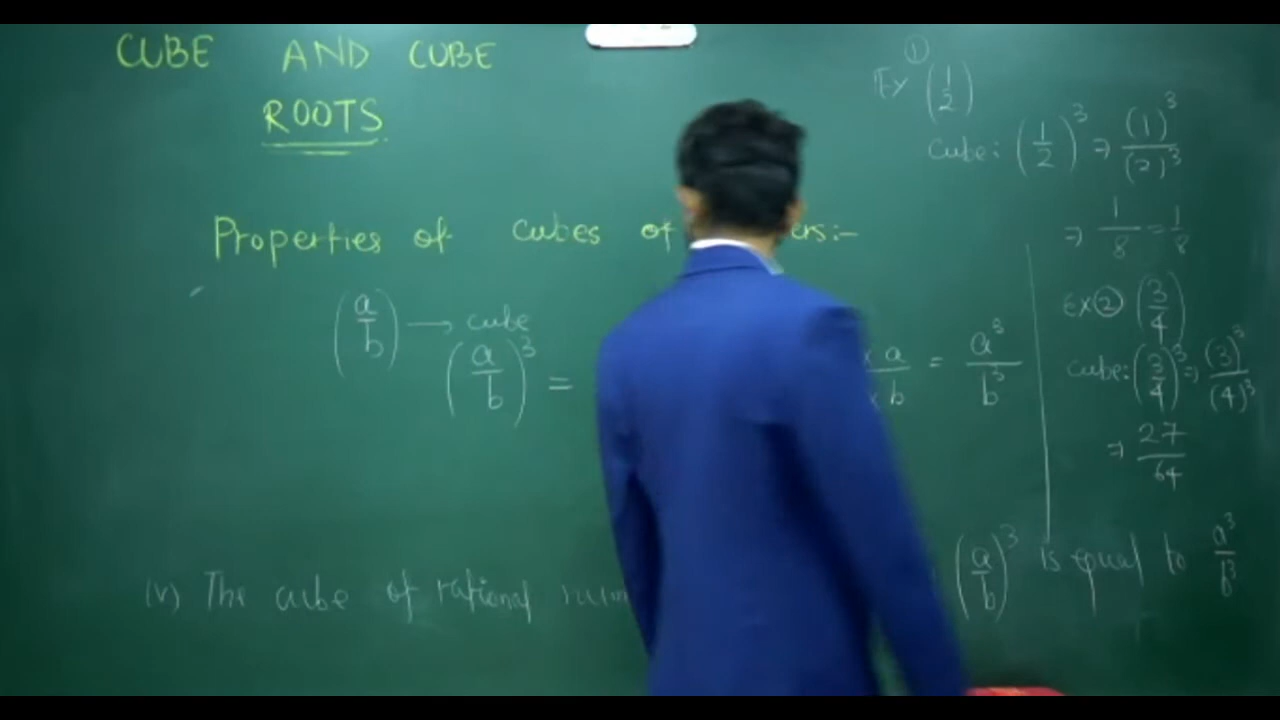 CUBE AND CUBE
ROOTS
Properties of cubes of
(a/b) → cube
(a/b)³ =
x a / x b = a³/b³
(v) The cube of rational
(a/b)³ is equal to a³/b³
Ex ① (1/2)
Cube: (1/2)³ ⇒ (1)³/(2)³
⇒ 1/8 = 1/8
Ex ② (3/4)
Cube: (3/4)³ ⇒ (3)³/(4)³
⇒ 27/64